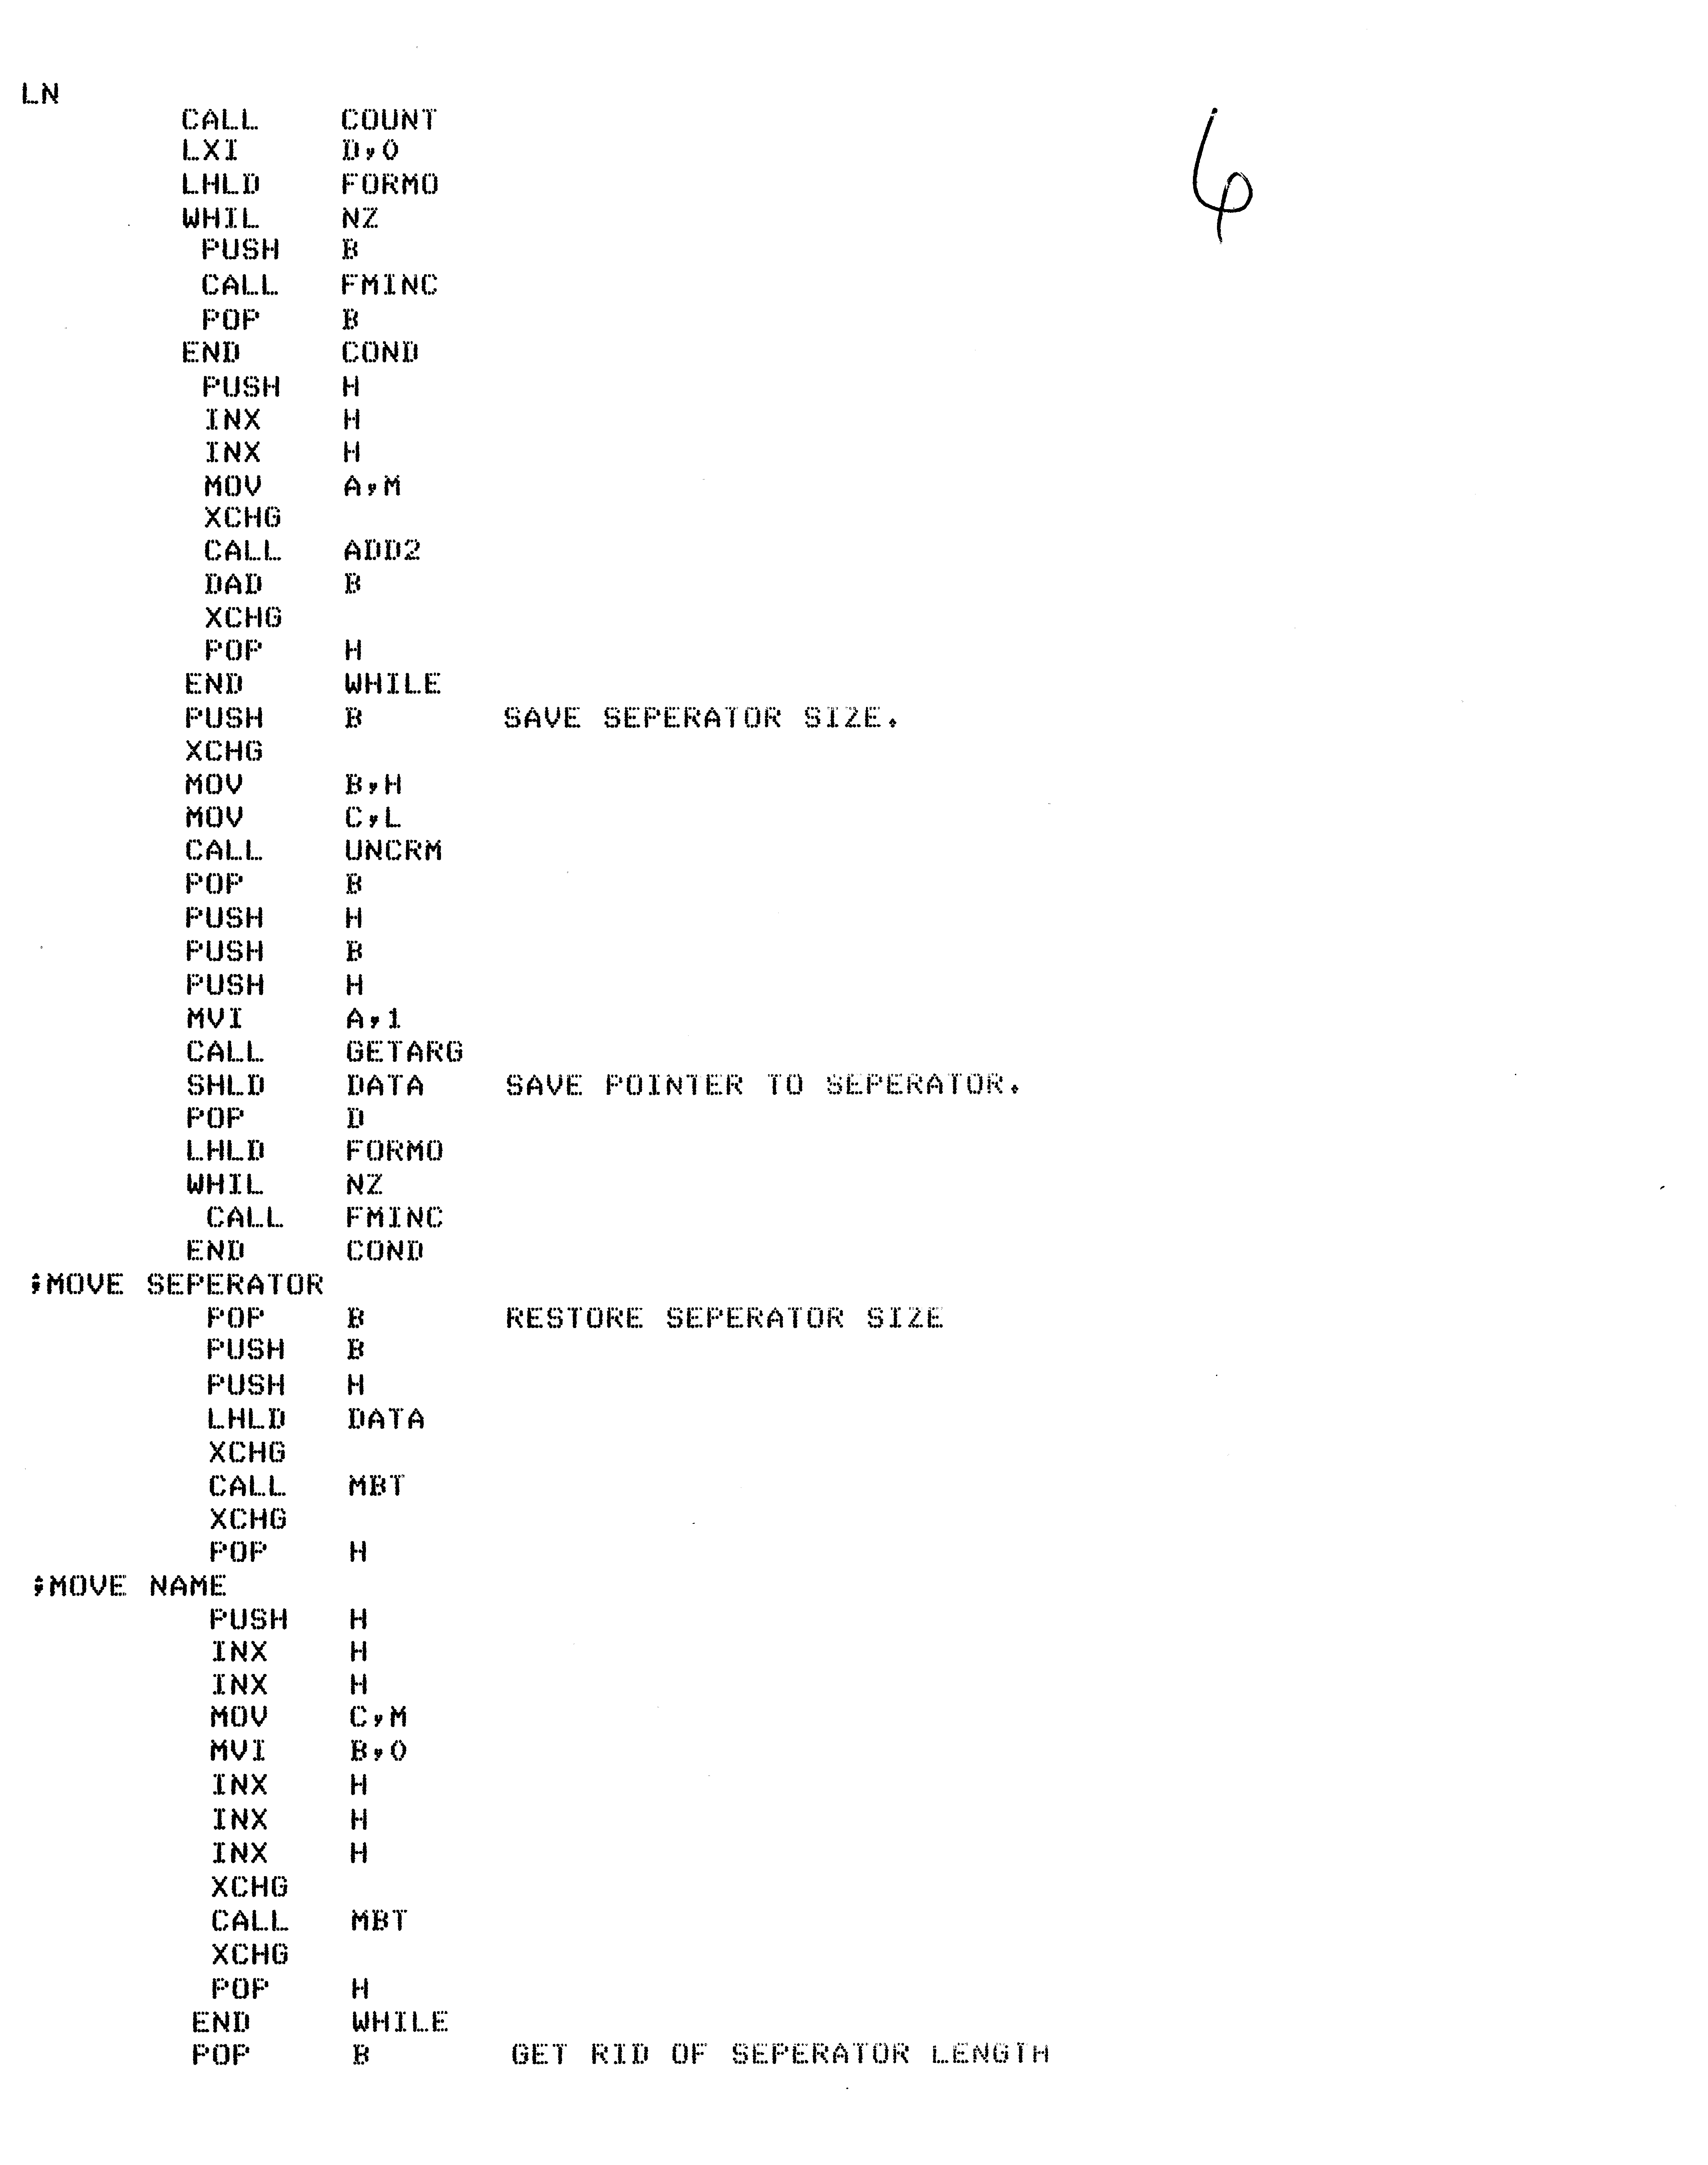 LN
CALL COUNT
LXI D,0
LHLD FORMO
WHIL NZ
PUSH B
CALL FMINC
POP B
END COND
PUSH H
INX H
INX H
MOV A,M
XCHG
CALL ADD2
DAD B
XCHG
POP H
END WHILE
PUSH B SAVE SEPERATOR SIZE.
XCHG
MOV B,H
MOV C,L
CALL UNCRM
POP B
PUSH H
PUSH B
PUSH H
MVI A,1
CALL GETARG
SHLD DATA SAVE POINTER TO SEPERATOR.
POP D
LHLD FORMO
WHIL NZ
CALL FMINC
END COND
;MOVE SEPERATOR
POP B RESTORE SEPERATOR SIZE
PUSH B
PUSH H
LHLD DATA
XCHG
CALL MBT
XCHG
POP H
;MOVE NAME
PUSH H
INX H
INX H
MOV C,M
MVI B,0
INX H
INX H
INX H
XCHG
CALL MBT
XCHG
POP H
END WHILE
POP B GET RID OF SEPERATOR LENGTH